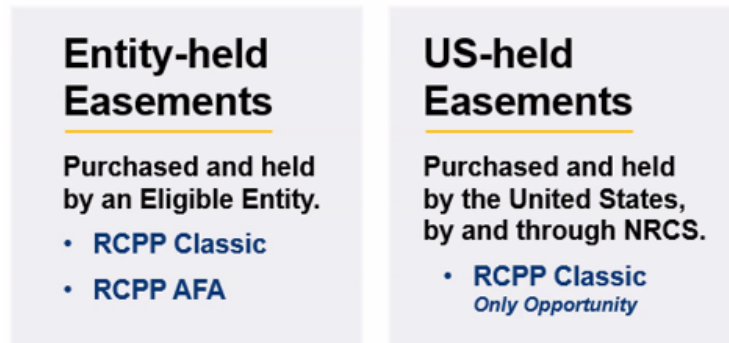 Entity-held
Easements
Purchased and held
by an Eligible Entity.
• RCPP Classic
• RCPP AFA
US-held
Easements
Purchased and held
by the United States,
by and through NRCS.
• RCPP Classic
Only Opportunity